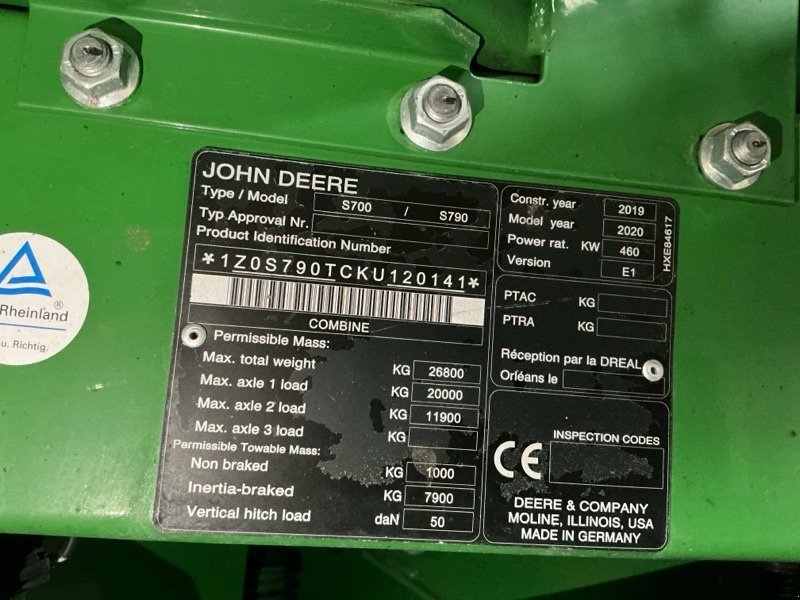 JOHN DEERE
Type / Model S700 / S790
Typ Approval Nr.
Product Identification Number
*1Z0S790TCKU120141*
COMBINE
Permissible Mass:
Max. total weight KG 26800
Max. axle 1 load KG 20000
Max. axle 2 load KG 11900
Max. axle 3 load KG
Permissible Towable Mass:
Non braked KG 1000
Inertia-braked KG 7900
Vertical hitch load daN 50
Constr. year 2019
Model year 2020
Power rat. KW 460
Version E1
HXE84617
PTAC KG
PTRA KG
Réception par la DREAL
Orléans le
CE
INSPECTION CODES
DEERE & COMPANY
MOLINE, ILLINOIS, USA
MADE IN GERMANY
Rheinland®
u. Richtig.